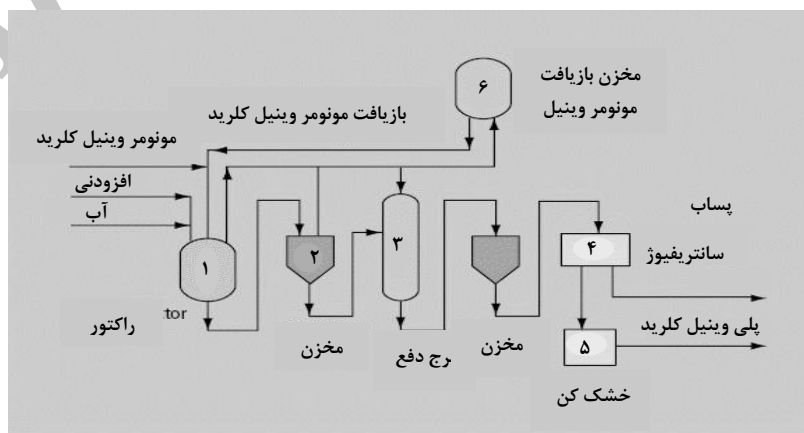 ۶
مخزن بازیافت
مونومر وینیل
بازیافت مونومر وینیل کلرید
مونومر وینیل کلرید
افزودنی
آب
پساب
۱
۲
۳
۴
سانتریفیوژ
راکتور
tor
مخزن
رج دفع
مخزن
پلی وینیل کلرید
۵
خشک کن